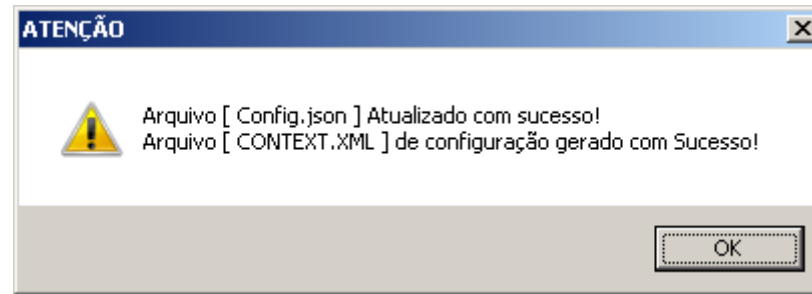 ATENÇÃO
Arquivo [ Config.json ] Atualizado com sucesso!
Arquivo [ CONTEXT.XML ] de configuração gerado com Sucesso!
OK